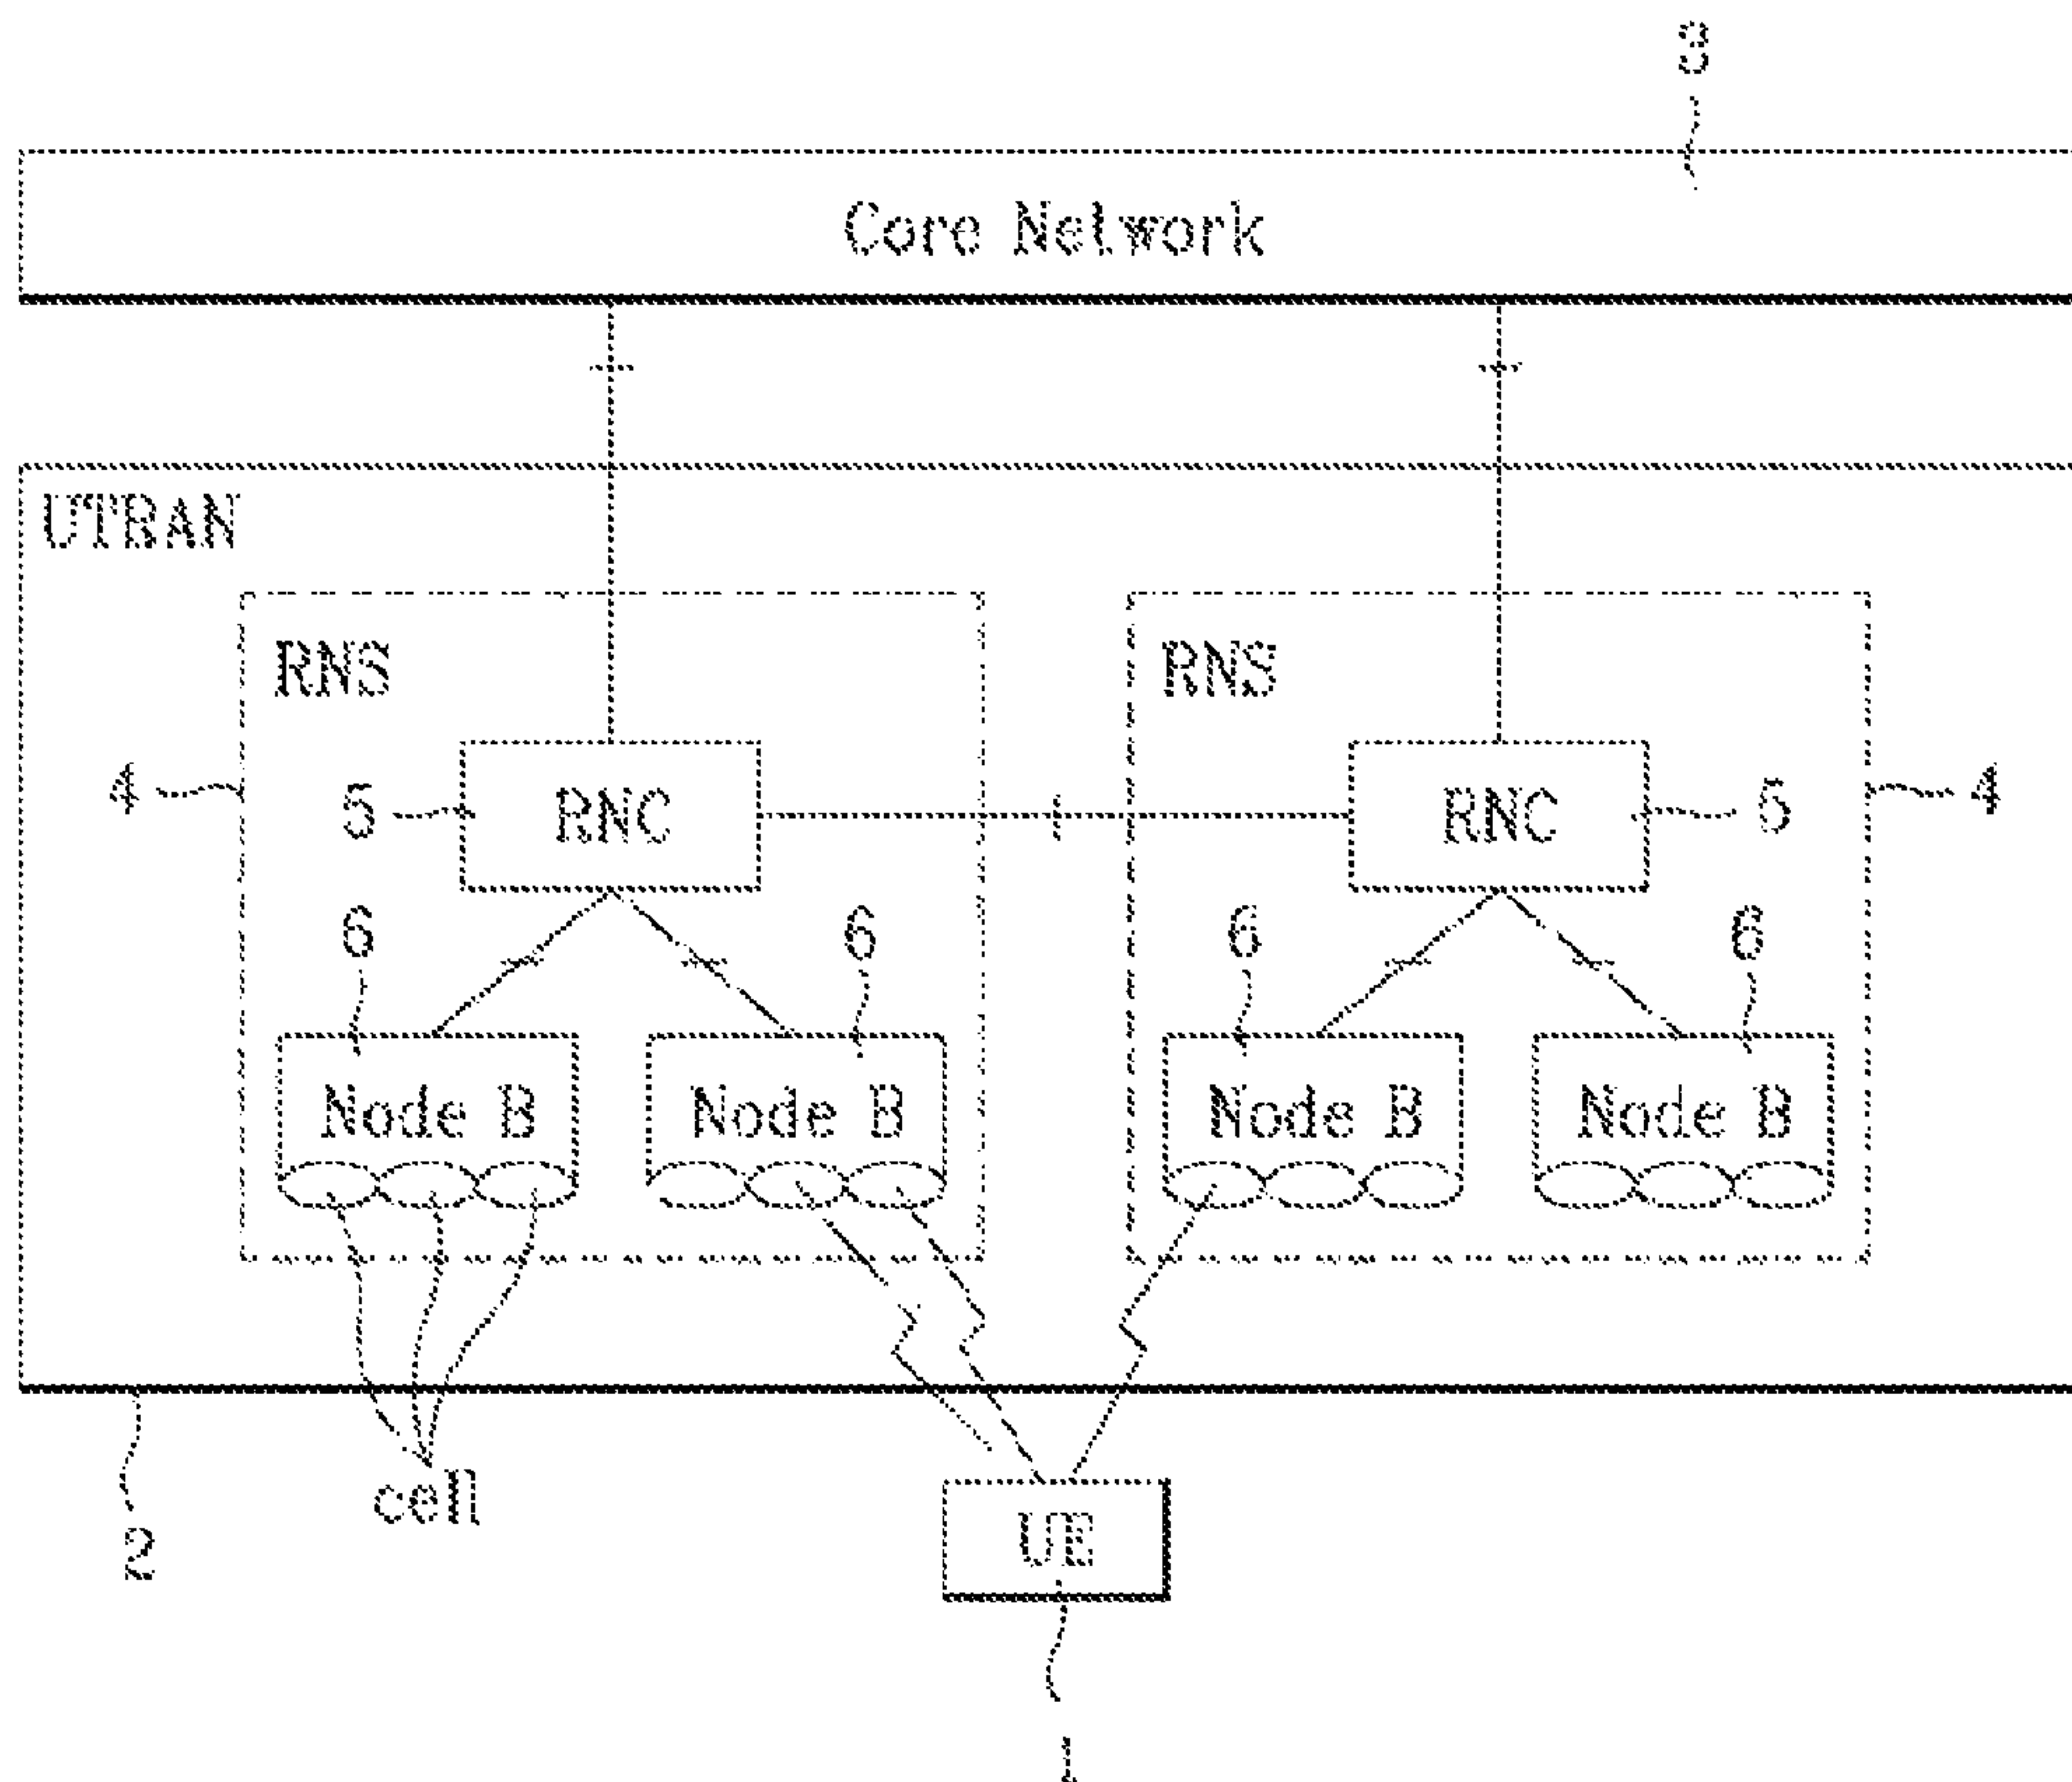 3
Core Network
UTRAN
RNS
RNS
4
5
RNC
RNC
5
4
6
6
6
6
Node B
Node B
Node B
Node B
cell
2
UE
1